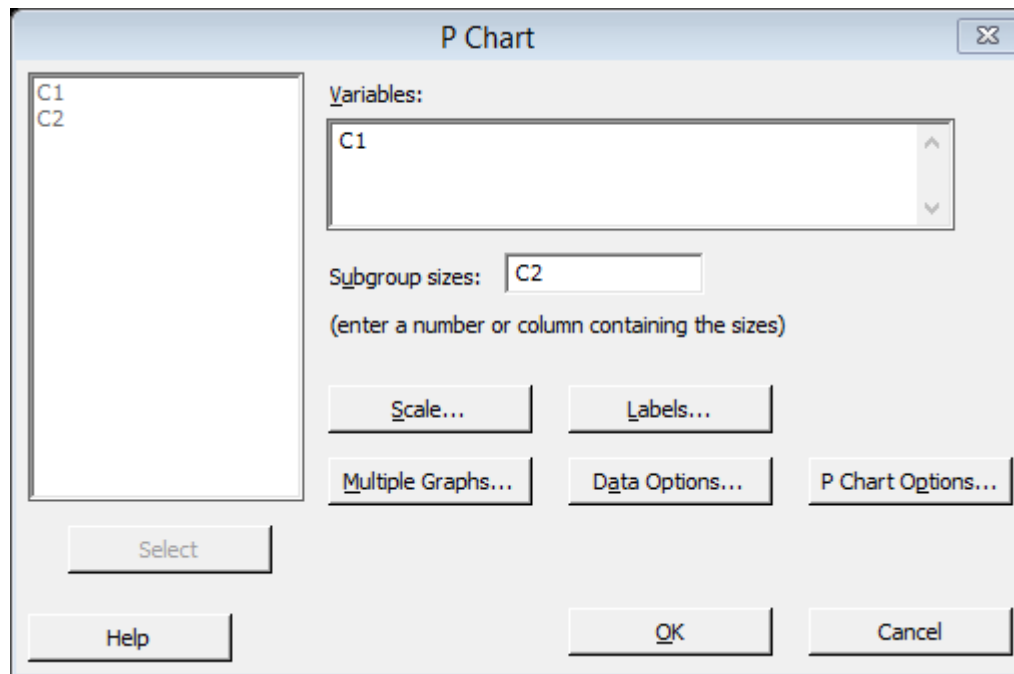 P Chart
C1
C2
Variables:
C1
Subgroup sizes:
C2
(enter a number or column containing the sizes)
Scale...
Labels...
Multiple Graphs...
Data Options...
P Chart Options...
Select
Help
OK
Cancel